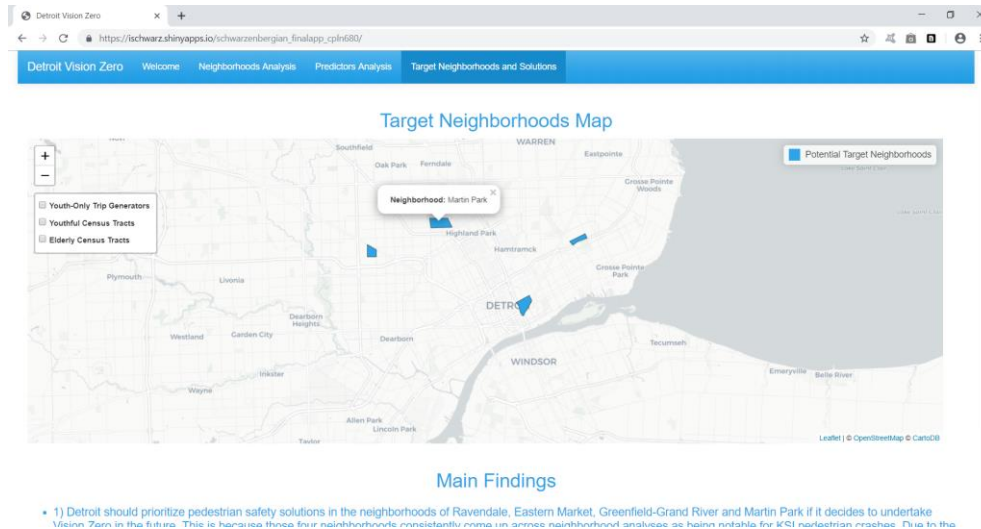 Detroit Vision Zero
https://ischwarz.shinyapps.io/schwarzenbergian_finalapp_cpln680/
Detroit Vision Zero Welcome Neighborhoods Analysis Predictors Analysis Target Neighborhoods and Solutions
Target Neighborhoods Map
+
−
Youth-Only Trip Generators
Youthful Census Tracts
Elderly Census Tracts
Potential Target Neighborhoods
Neighborhood: Martin Park
×
Southfield
WARREN
Eastpointe
Oak Park
Ferndale
Grosse Pointe
Woods
Highland Park
Hamtramck
Grosse Pointe
Park
Plymouth
Livonia
DETRO
Dearborn
Heights
Westland
Garden City
Dearborn
Tecumseh
WINDSOR
Inkster
Emeryville
Belle River
Wayne
Allen Park
Lincoln Park
Taylor
Leaflet | © OpenStreetMap © CartoDB
Main Findings
• 1) Detroit should prioritize pedestrian safety solutions in the neighborhoods of Ravendale, Eastern Market, Greenfield-Grand River and Martin Park if it decides to undertake
Vision Zero in the future. This is because those four neighborhoods consistently come up across neighborhood analyses as being notable for KSI pedestrian crashes. Due to the